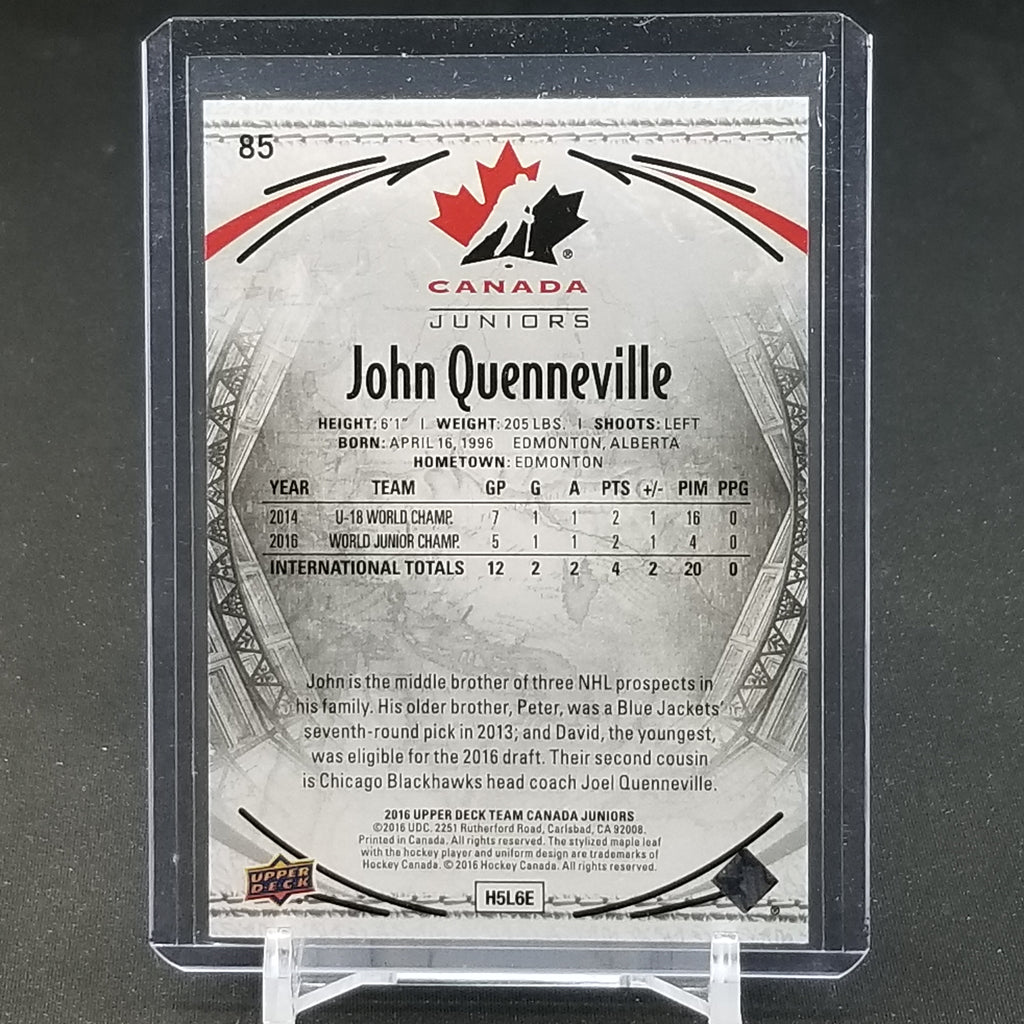 85
®
CANADA
JUNIORS
John Quenneville
HEIGHT: 6'1" | WEIGHT: 205 LBS. | SHOOTS: LEFT
BORN: APRIL 16, 1996 EDMONTON, ALBERTA
HOMETOWN: EDMONTON
YEAR TEAM GP G A PTS +/- PIM PPG
2014 U-18 WORLD CHAMP. 7 1 1 2 1 16 0
2016 WORLD JUNIOR CHAMP. 5 1 1 2 1 4 0
INTERNATIONAL TOTALS 12 2 2 4 2 20 0
John is the middle brother of three NHL prospects in
his family. His older brother, Peter, was a Blue Jackets'
seventh-round pick in 2013; and David, the youngest,
was eligible for the 2016 draft. Their second cousin
is Chicago Blackhawks head coach Joel Quenneville.
2016 UPPER DECK TEAM CANADA JUNIORS
©2016 UDC. 2251 Rutherford Road, Carlsbad, CA 92008.
Printed in Canada. All rights reserved. The stylized maple leaf
with the hockey player and uniform design are trademarks of
Hockey Canada. © 2016 Hockey Canada. All rights reserved.
UPPER
D·E·C·K
H5L6E
®